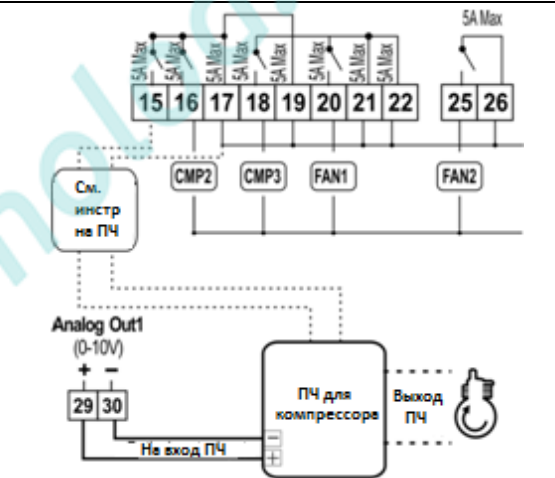 5A Max
5A Max 5A Max 5A Max 5A Max 5A Max 5A Max 5A Max 5A Max
15 16 17 18 19 20 21 22 25 26
CMP2 CMP3 FAN1 FAN2
См.
инстр
на ПЧ
Analog Out1
(0-10V)
+ −
29 30
ПЧ для
компрессора
Выход
ПЧ
На вход ПЧ
−
+